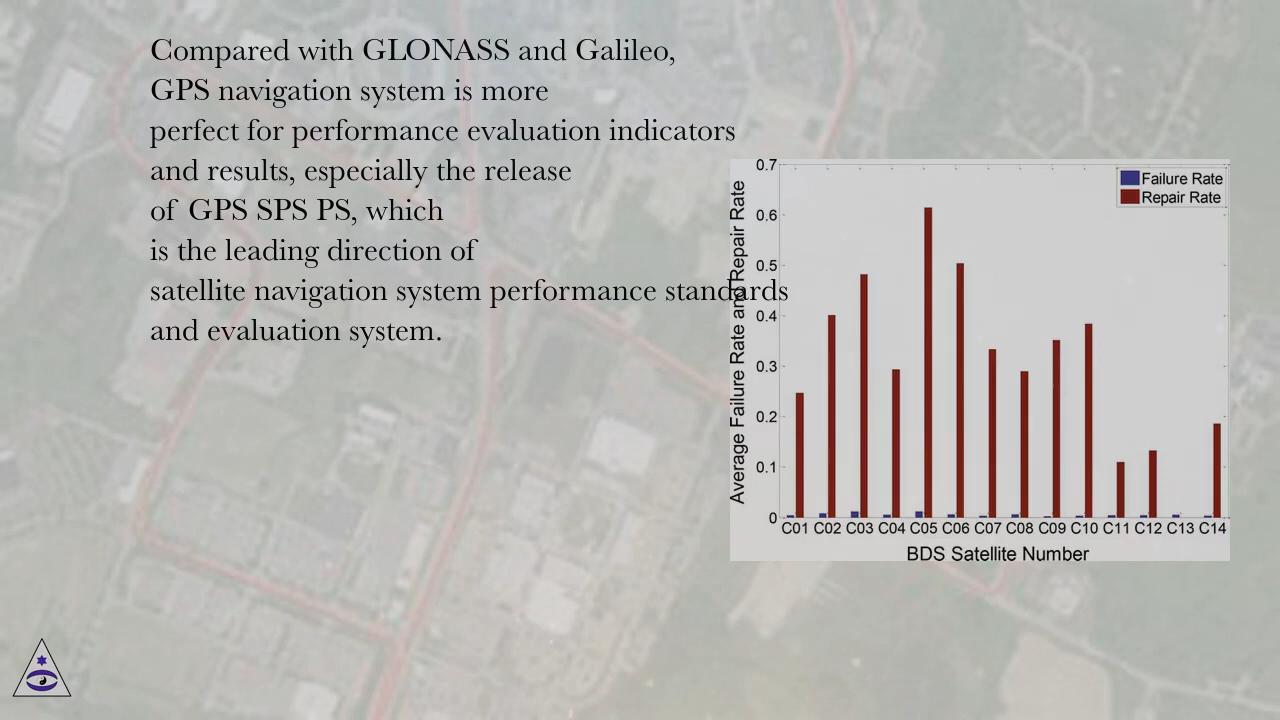 Compared with GLONASS and Galileo,
GPS navigation system is more
perfect for performance evaluation indicators
and results, especially the release
of GPS SPS PS, which
is the leading direction of
satellite navigation system performance standards
and evaluation system.
Average Failure Rate and Repair Rate
0.7
0.6
0.5
0.4
0.3
0.2
0.1
0
Failure Rate
Repair Rate
C01 C02 C03 C04 C05 C06 C07 C08 C09 C10 C11 C12 C13 C14
BDS Satellite Number